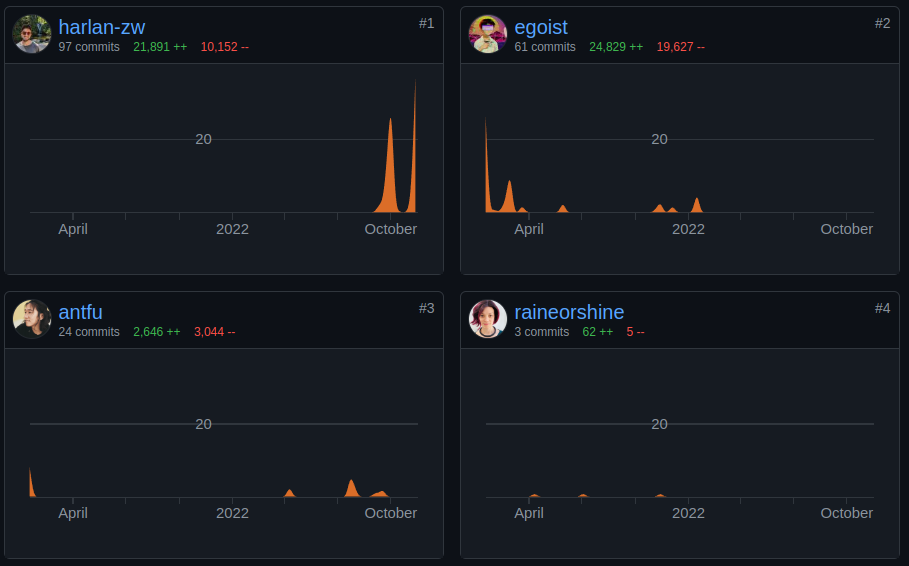 harlan-zw #1
97 commits 21,891 ++ 10,152 --
20
April 2022 October
egoist #2
61 commits 24,829 ++ 19,627 --
20
April 2022 October
antfu #3
24 commits 2,646 ++ 3,044 --
20
April 2022 October
raineorshine #4
3 commits 62 ++ 5 --
20
April 2022 October